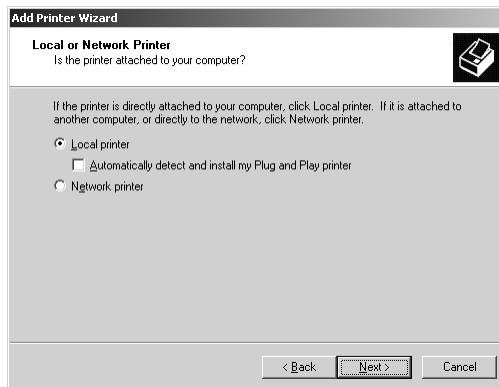 Add Printer Wizard
Local or Network Printer
Is the printer attached to your computer?
If the printer is directly attached to your computer, click Local printer. If it is attached to
another computer, or directly to the network, click Network printer.
Local printer
Automatically detect and install my Plug and Play printer
Network printer
< Back
Next >
Cancel